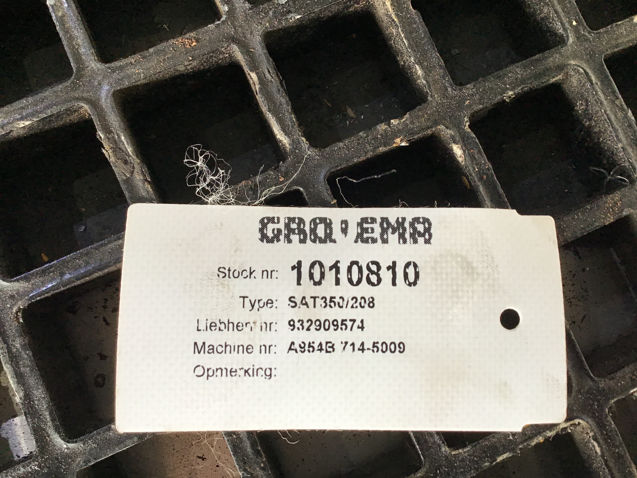 GRO'EMA
Stock nr: 1010810
Type: SAT350/208
Liebherr nr: 932909574
Machine nr: A954B 714-5009
Opmerking: